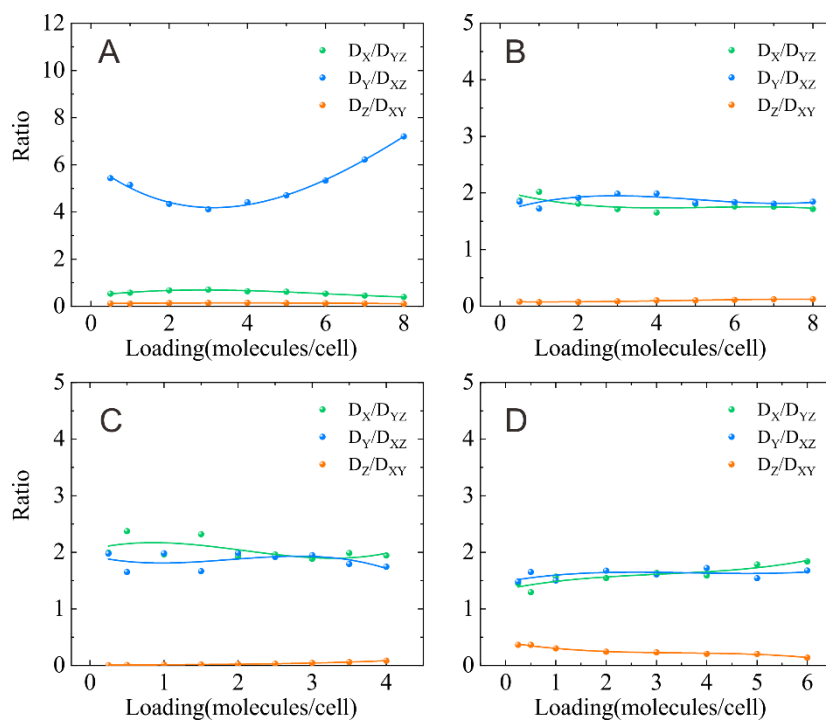 A
D_X/D_YZ
D_Y/D_XZ
D_Z/D_XY
12
10
8
6
4
2
0
Ratio
0 2 4 6 8
Loading(molecules/cell)
B
D_X/D_YZ
D_Y/D_XZ
D_Z/D_XY
5
4
3
2
1
0
0 2 4 6 8
Loading(molecules/cell)
C
D_X/D_YZ
D_Y/D_XZ
D_Z/D_XY
5
4
3
2
1
0
Ratio
0 1 2 3 4
Loading(molecules/cell)
D
D_X/D_YZ
D_Y/D_XZ
D_Z/D_XY
5
4
3
2
1
0
0 1 2 3 4 5 6
Loading(molecules/cell)